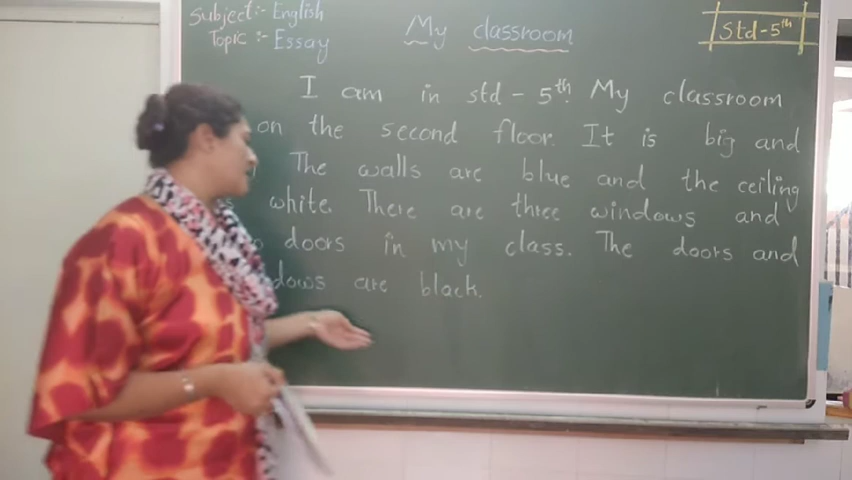 Subject:- English
Topic:- Essay
My classroom
Std-5th
I am in std - 5th. My classroom
on the second floor. It is big and
The walls are blue and the ceiling
white. There are three windows and
doors in my class. The doors and
are black.